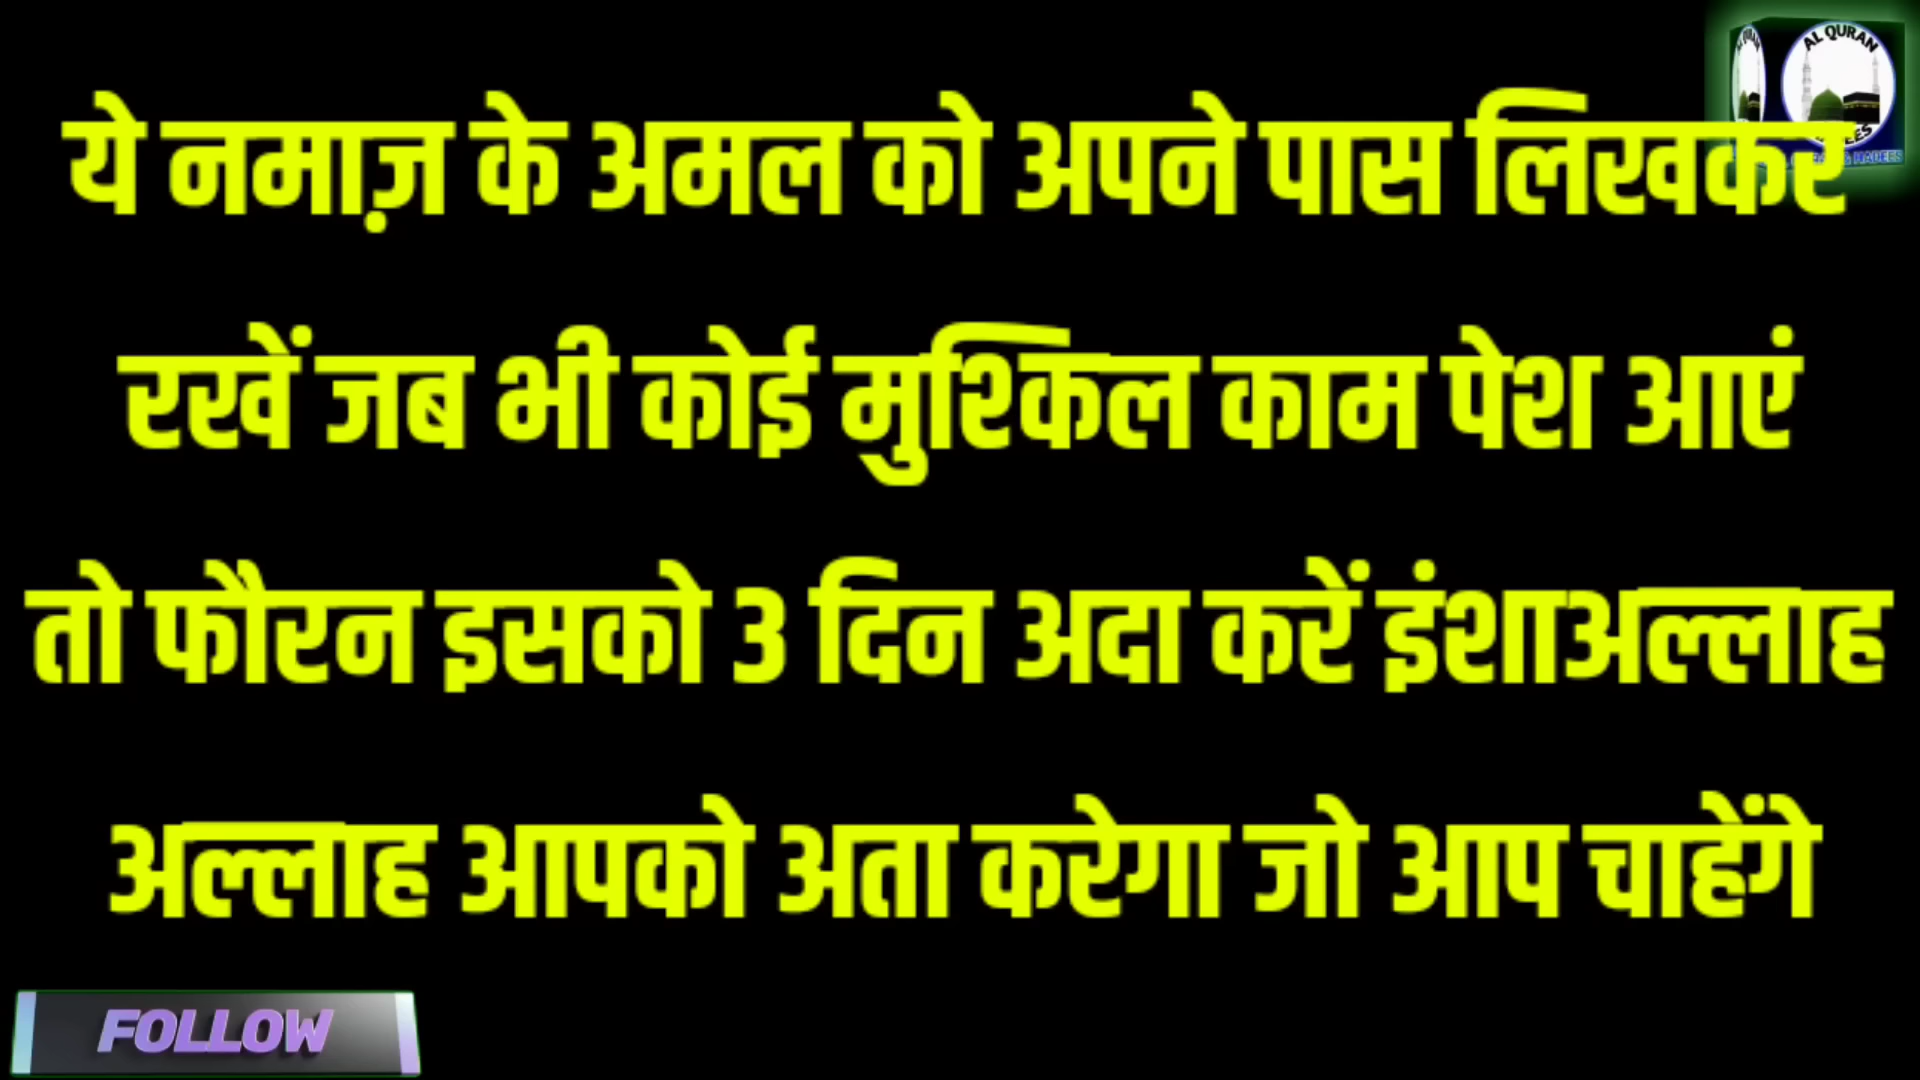 AL QURAN
ये नमाज़ के अमल को अपने पास लिखकर
रखें जब भी कोई मुश्किल काम पेश आएं
तो फौरन इसको 3 दिन अदा करें इंशाअल्लाह
अल्लाह आपको अता करेगा जो आप चाहेंगे
FOLLOW